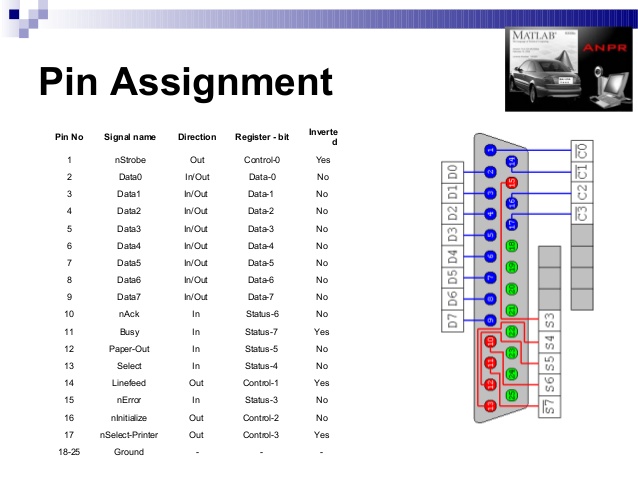 MATLAB
ANPR
Pin Assignment
Pin No Signal name Direction Register - bit Inverte
d
1 nStrobe Out Control-0 Yes
2 Data0 In/Out Data-0 No
3 Data1 In/Out Data-1 No
4 Data2 In/Out Data-2 No
5 Data3 In/Out Data-3 No
6 Data4 In/Out Data-4 No
7 Data5 In/Out Data-5 No
8 Data6 In/Out Data-6 No
9 Data7 In/Out Data-7 No
10 nAck In Status-6 No
11 Busy In Status-7 Yes
12 Paper-Out In Status-5 No
13 Select In Status-4 No
14 Linefeed Out Control-1 Yes
15 nError In Status-3 No
16 nInitialize Out Control-2 No
17 nSelect-Printer Out Control-3 Yes
18-25 Ground - - -
D0
D1
D2
D3
D4
D5
D6
D7
1
2
3
4
5
6
7
8
9
10
11
12
13
14
15
16
17
18
19
20
21
22
23
24
25
C0
C1
C2
C3
S3
S4
S5
S6
S7